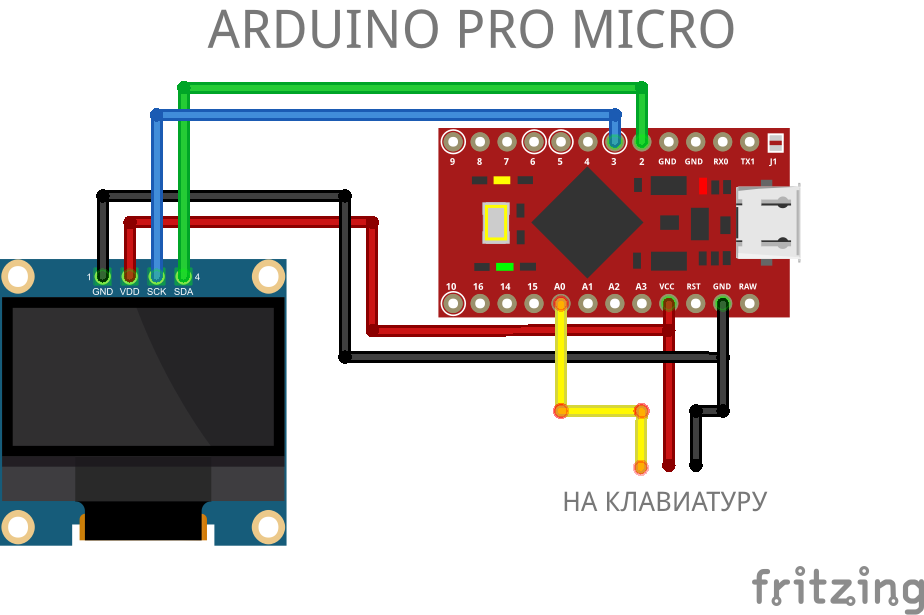 ARDUINO PRO MICRO
9 8 7 6 5 4 3 2 GND GND RX0 TX1 J1
1 4
GND VDD SCK SDA
10 16 14 15 A0 A1 A2 A3 VCC RST GND RAW
НА КЛАВИАТУРУ
fritzing